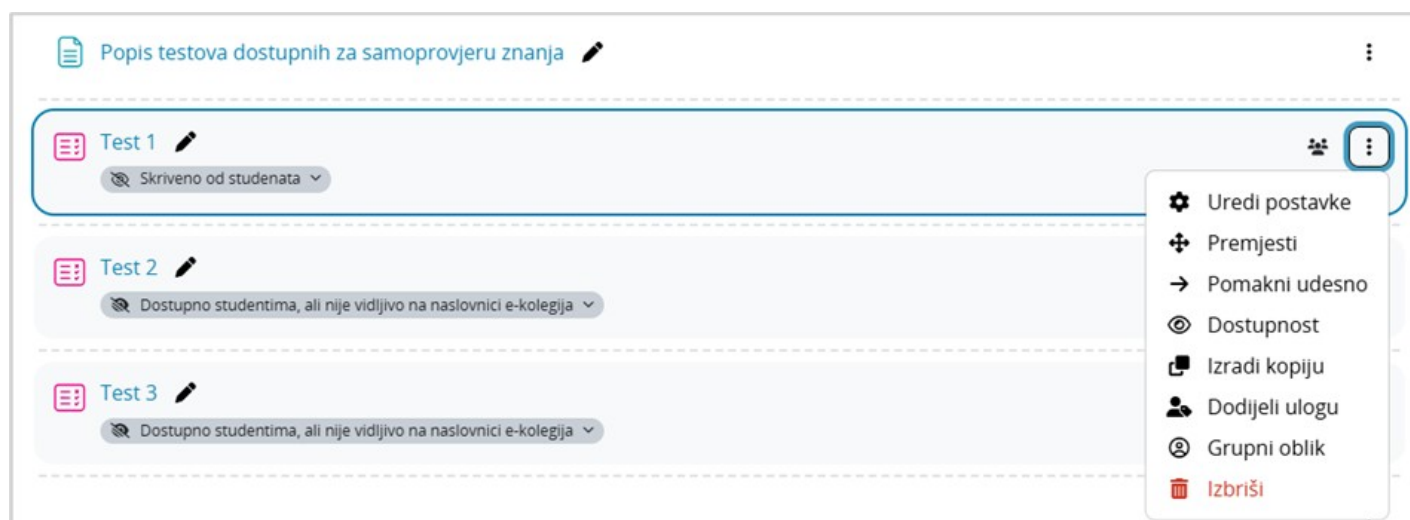 Popis testova dostupnih za samoprovjeru znanja
Test 1
Skriveno od studenata
Uredi postavke
Premjesti
Pomakni udesno
Dostupnost
Izradi kopiju
Dodijeli ulogu
Grupni oblik
Izbriši
Test 2
Dostupno studentima, ali nije vidljivo na naslovnici e-kolegija
Test 3
Dostupno studentima, ali nije vidljivo na naslovnici e-kolegija